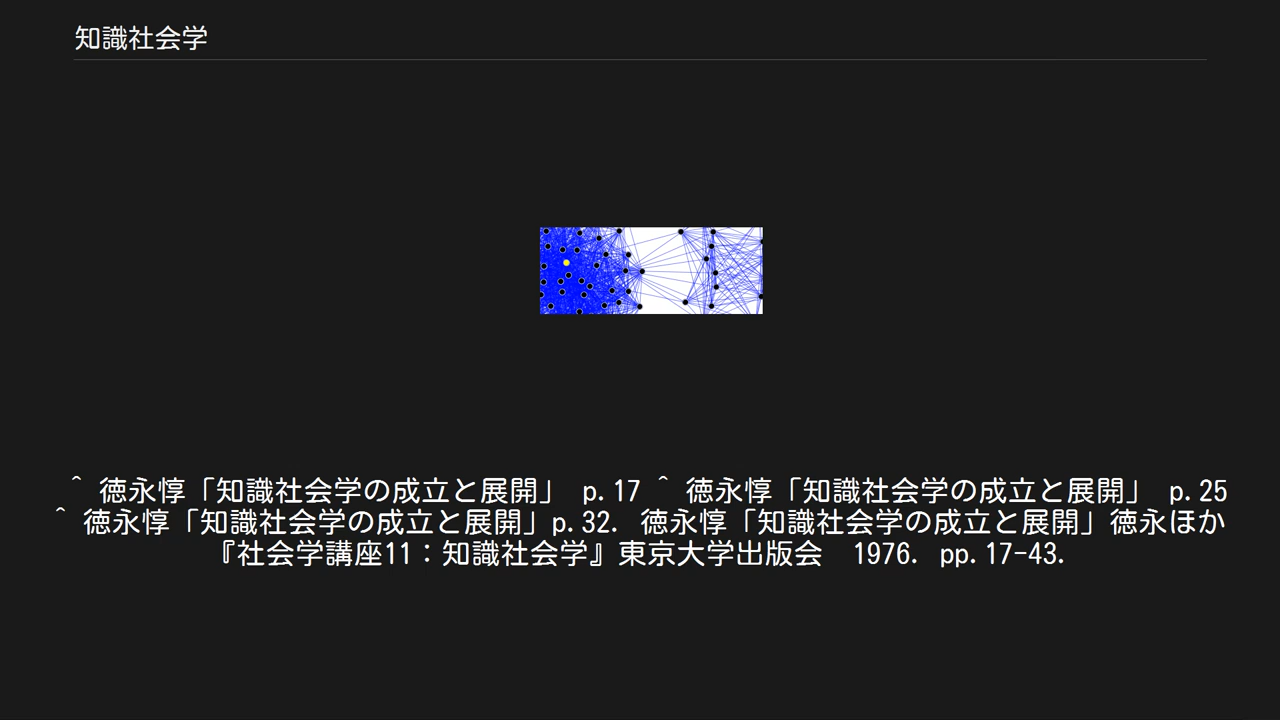 知識社会学
^ 徳永惇「知識社会学の成立と展開」 p.17 ^ 徳永惇「知識社会学の成立と展開」 p.25
^ 徳永惇「知識社会学の成立と展開」p.32. 徳永惇「知識社会学の成立と展開」徳永ほか
『社会学講座11：知識社会学』東京大学出版会　1976. pp.17-43.